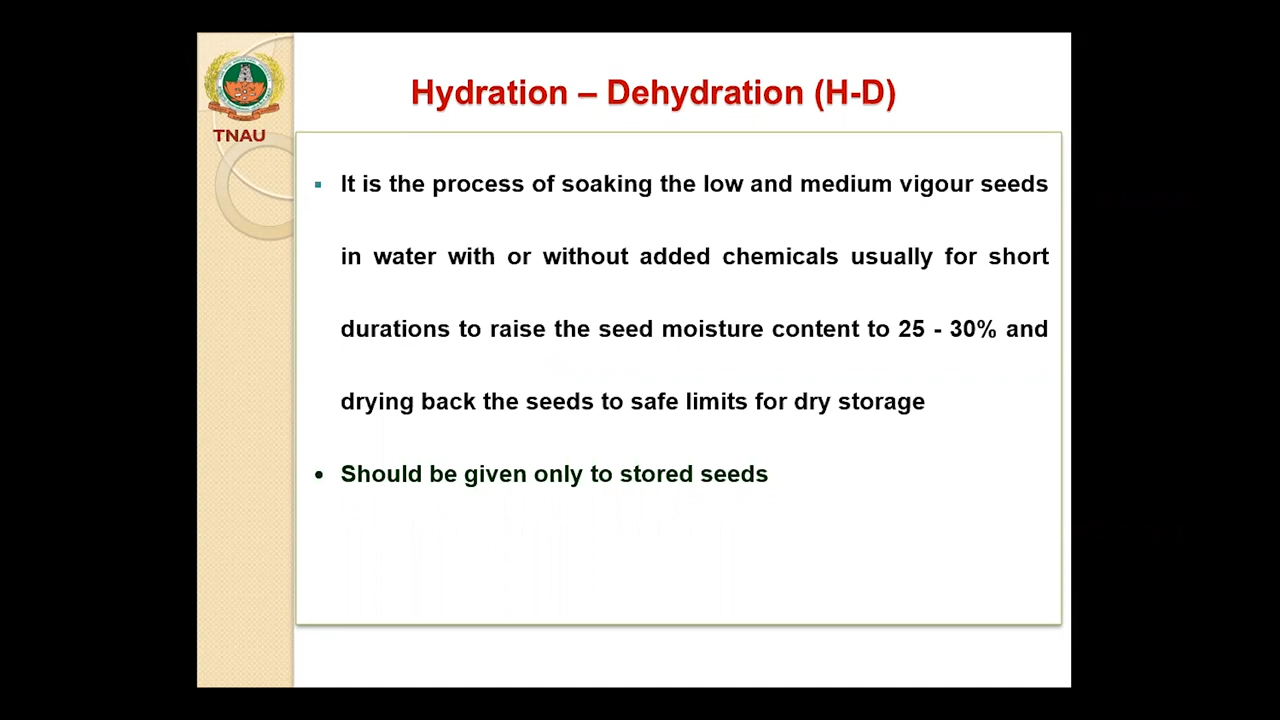 TNAU
Hydration – Dehydration (H-D)
▪ It is the process of soaking the low and medium vigour seeds
in water with or without added chemicals usually for short
durations to raise the seed moisture content to 25 - 30% and
drying back the seeds to safe limits for dry storage
• Should be given only to stored seeds